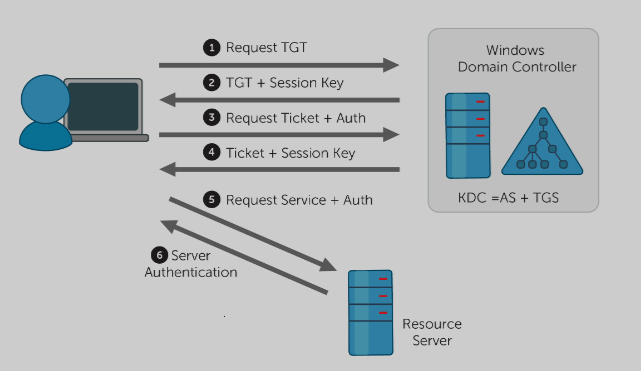 1 Request TGT
2 TGT + Session Key
3 Request Ticket + Auth
4 Ticket + Session Key
5 Request Service + Auth
6 Server
Authentication
Windows
Domain Controller
KDC =AS + TGS
Resource
Server